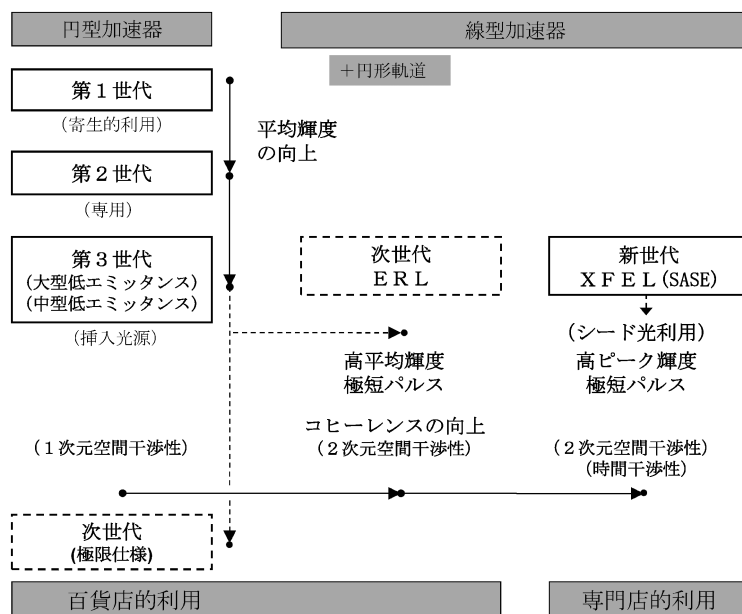 円型加速器
線型加速器
＋円形軌道
第１世代
(寄生的利用)
平均輝度
の向上
第２世代
(専用)
第３世代
(大型低エミッタンス)
(中型低エミッタンス)
(挿入光源)
次世代
ＥＲＬ
新世代
ＸＦＥＬ(SASE)
(シード光利用)
高平均輝度
極短パルス
高ピーク輝度
極短パルス
コヒーレンスの向上
(１次元空間干渉性)
(２次元空間干渉性)
(２次元空間干渉性)
(時間干渉性)
次世代
(極限仕様)
百貨店的利用
専門店的利用